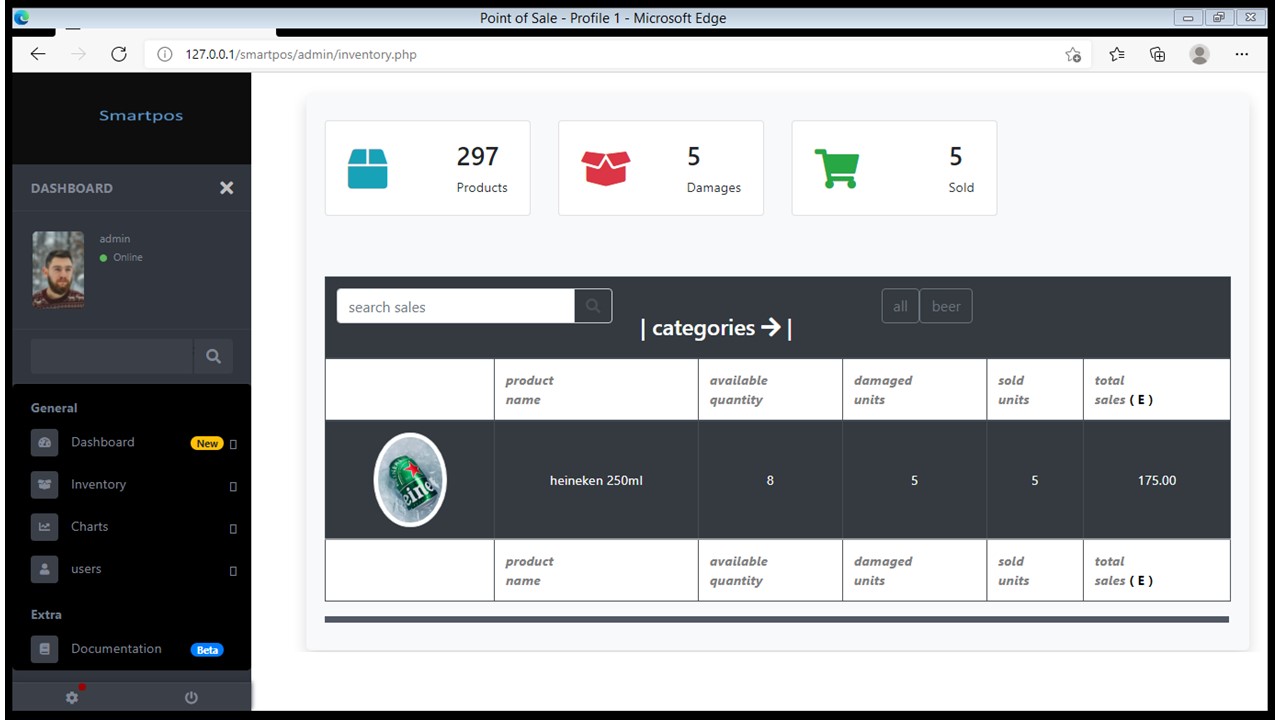 Point of Sale - Profile 1 - Microsoft Edge
127.0.0.1/smartpos/admin/inventory.php
Smartpos
DASHBOARD
admin
Online
General
Dashboard New
Inventory
Charts
users
Extra
Documentation Beta
297
Products
5
Damages
5
Sold
search sales
| categories → |
all beer
product name
available quantity
damaged units
sold units
total sales ( E )
heineken 250ml 8 5 5 175.00
product name
available quantity
damaged units
sold units
total sales ( E )